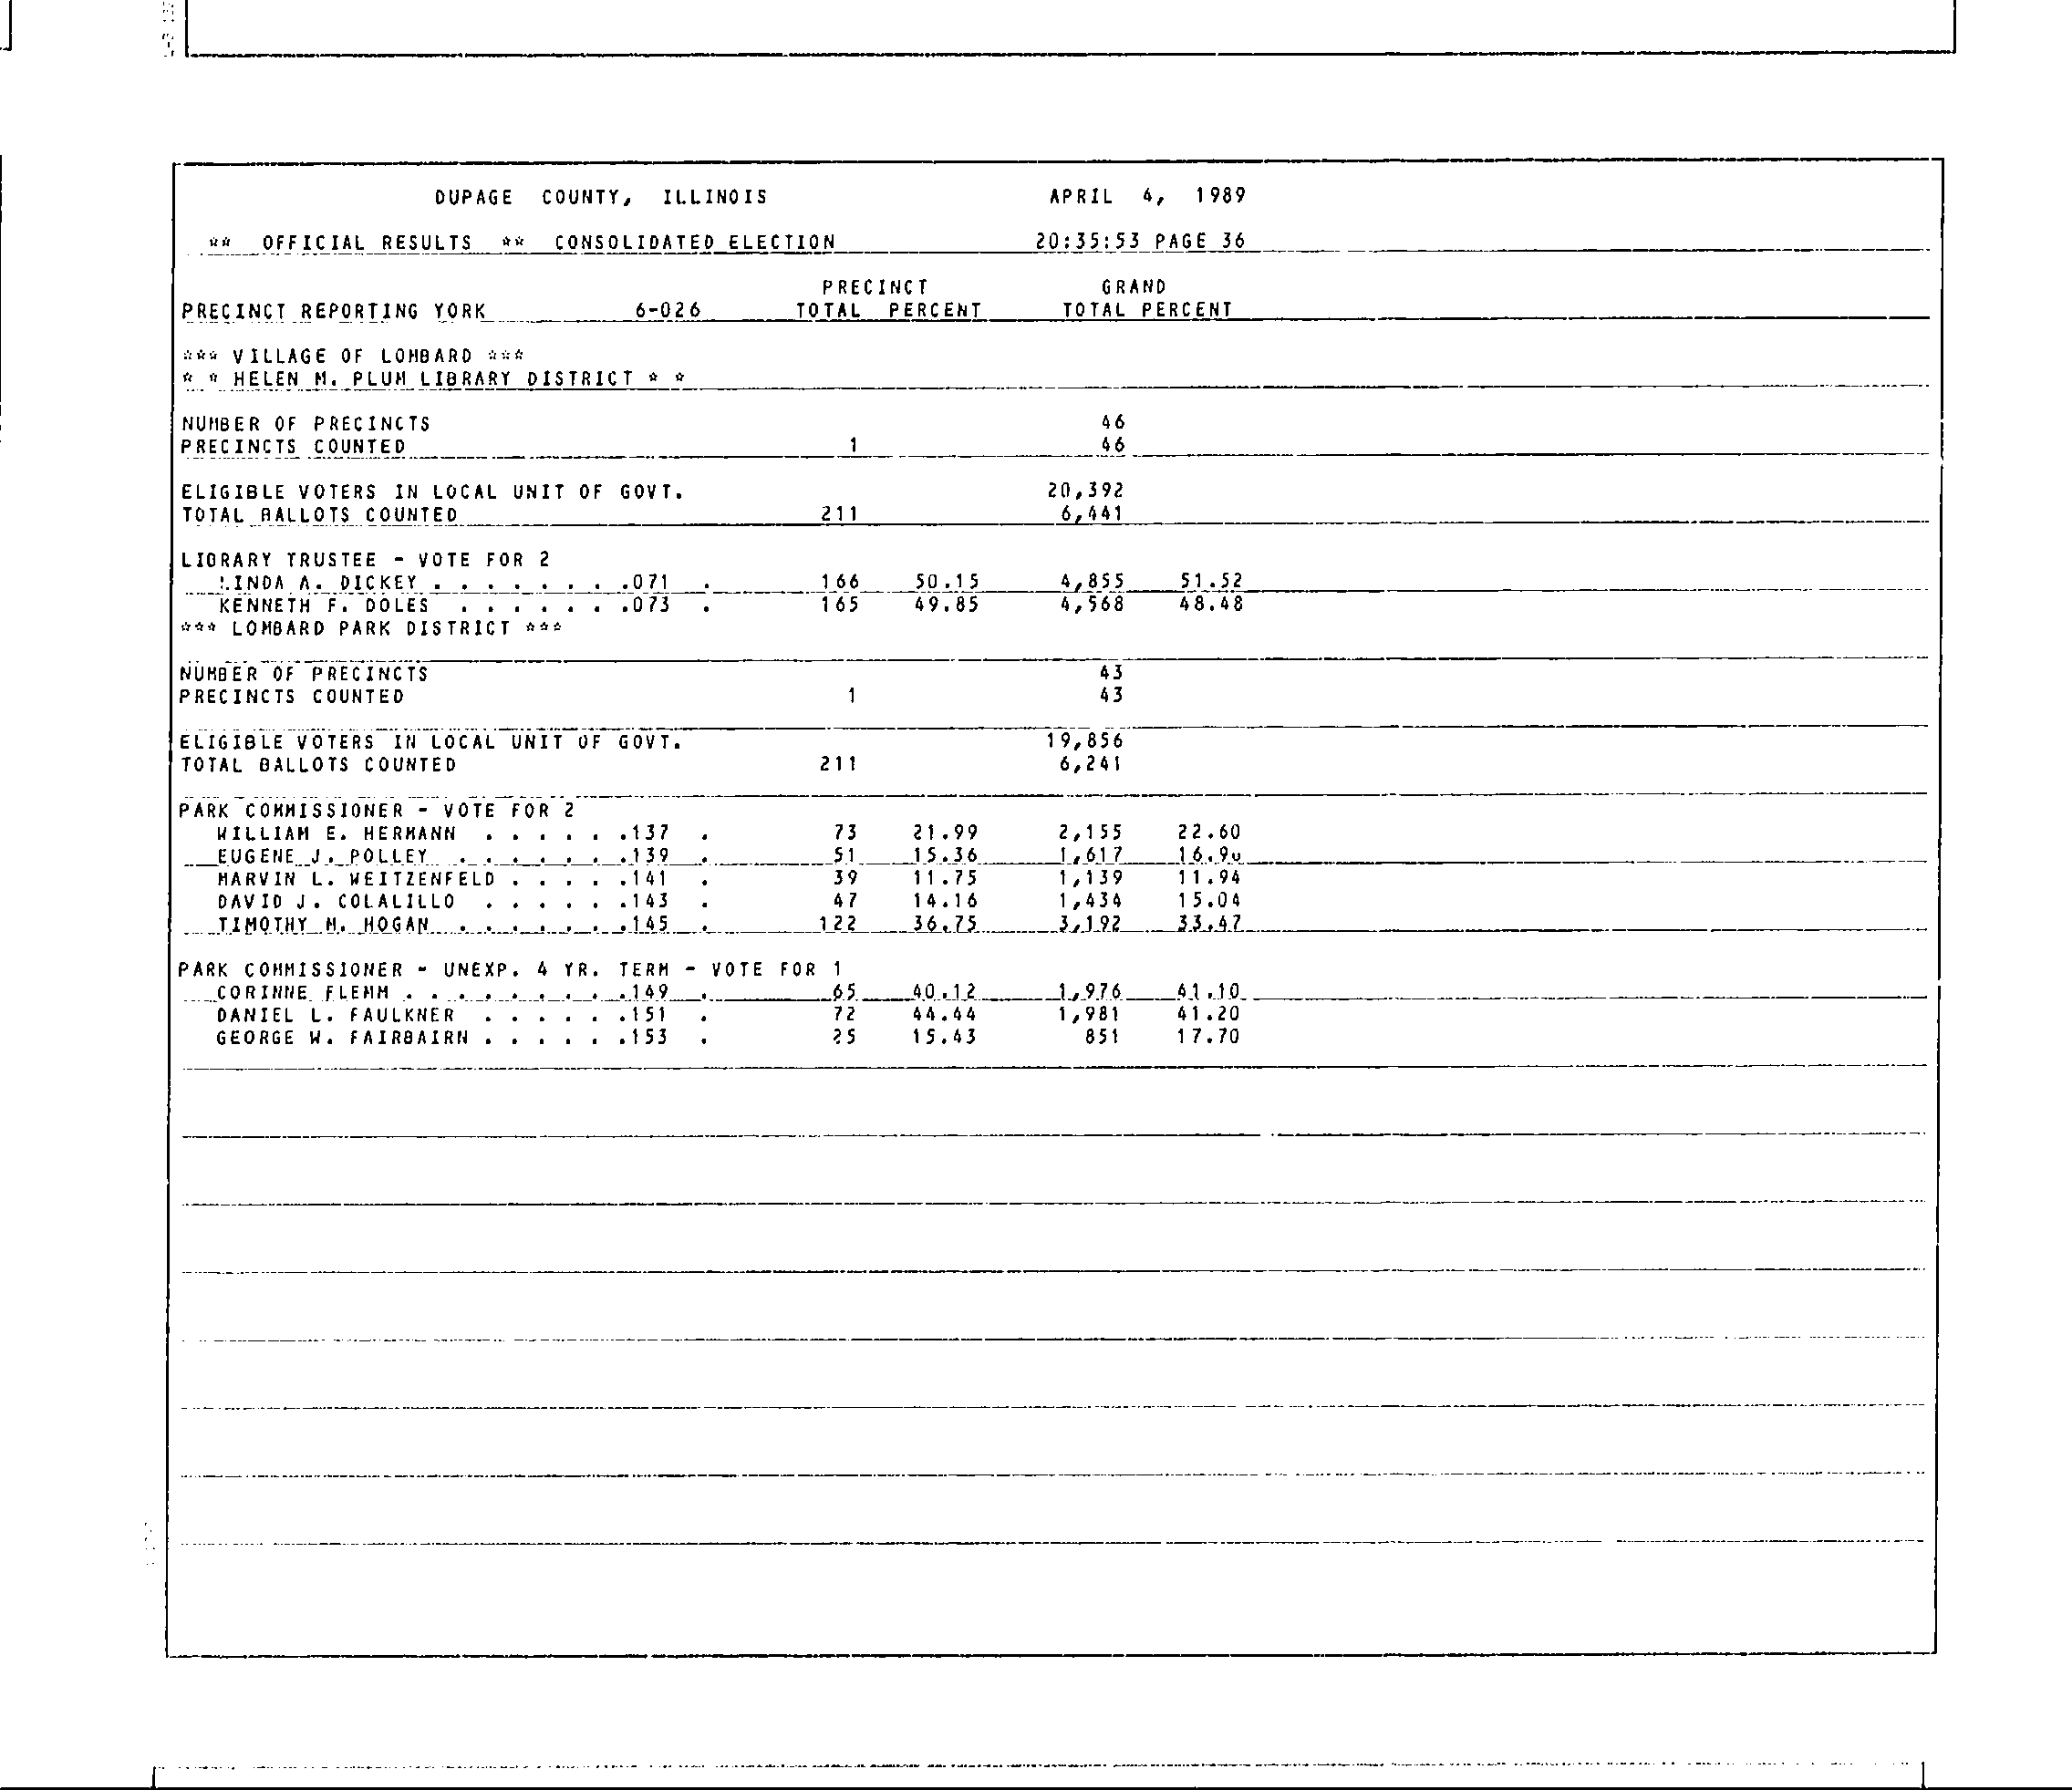 DUPAGE COUNTY, ILLINOIS APRIL 4, 1989
** OFFICIAL RESULTS ** CONSOLIDATED ELECTION 20:35:53 PAGE 36
PRECINCT GRAND
PRECINCT REPORTING YORK 6-026 TOTAL PERCENT TOTAL PERCENT
*** VILLAGE OF LOMBARD ***
* * HELEN M. PLUM LIBRARY DISTRICT * *
NUMBER OF PRECINCTS 46
PRECINCTS COUNTED 1 46
ELIGIBLE VOTERS IN LOCAL UNIT OF GOVT. 20,392
TOTAL BALLOTS COUNTED 211 6,441
LIBRARY TRUSTEE - VOTE FOR 2
LINDA A. DICKEY . . . . . . . .071 . 166 50.15 4,855 51.52
KENNETH F. DOLES . . . . . . .073 . 165 49.85 4,568 48.48
*** LOMBARD PARK DISTRICT ***
NUMBER OF PRECINCTS 43
PRECINCTS COUNTED 1 43
ELIGIBLE VOTERS IN LOCAL UNIT OF GOVT. 19,856
TOTAL BALLOTS COUNTED 211 6,241
PARK COMMISSIONER - VOTE FOR 2
WILLIAM E. HERMANN . . . . . .137 . 73 21.99 2,155 22.60
EUGENE J. POLLEY . . . . . . .139 . 51 15.36 1,617 16.96
MARVIN L. WEITZENFELD . . . . .141 . 39 11.75 1,139 11.94
DAVID J. COLALILLO . . . . . .143 . 47 14.16 1,434 15.04
TIMOTHY M. HOGAN . . . . . . .145 . 122 36.75 3,192 33.47
PARK COMMISSIONER - UNEXP. 4 YR. TERM - VOTE FOR 1
CORINNE FLEMM . . . . . . . . .149 . 65 40.12 1,976 41.10
DANIEL L. FAULKNER . . . . . .151 . 72 44.44 1,981 41.20
GEORGE W. FAIRBAIRN . . . . . .153 . 25 15.43 851 17.70